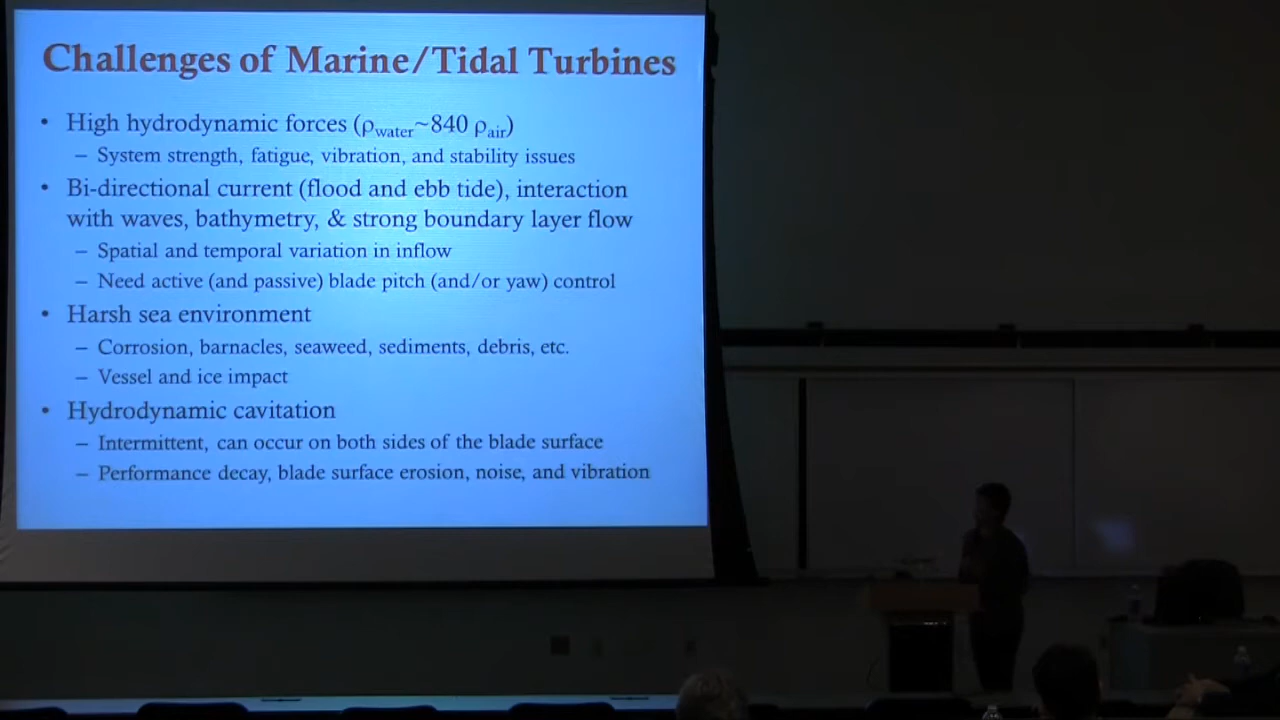 Challenges of Marine/Tidal Turbines
• High hydrodynamic forces (ρwater~840 ρair)
– System strength, fatigue, vibration, and stability issues
• Bi-directional current (flood and ebb tide), interaction
with waves, bathymetry, & strong boundary layer flow
– Spatial and temporal variation in inflow
– Need active (and passive) blade pitch (and/or yaw) control
• Harsh sea environment
– Corrosion, barnacles, seaweed, sediments, debris, etc.
– Vessel and ice impact
• Hydrodynamic cavitation
– Intermittent, can occur on both sides of the blade surface
– Performance decay, blade surface erosion, noise, and vibration